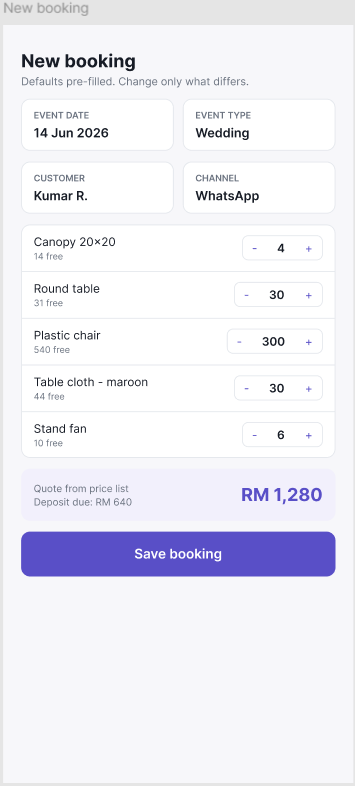 New booking
New booking
Defaults pre-filled. Change only what differs.
EVENT DATE
14 Jun 2026
EVENT TYPE
Wedding
CUSTOMER
Kumar R.
CHANNEL
WhatsApp
Canopy 20×20
14 free
- 4 +
Round table
31 free
- 30 +
Plastic chair
540 free
- 300 +
Table cloth - maroon
44 free
- 30 +
Stand fan
10 free
- 6 +
Quote from price list
Deposit due: RM 640
RM 1,280
Save booking